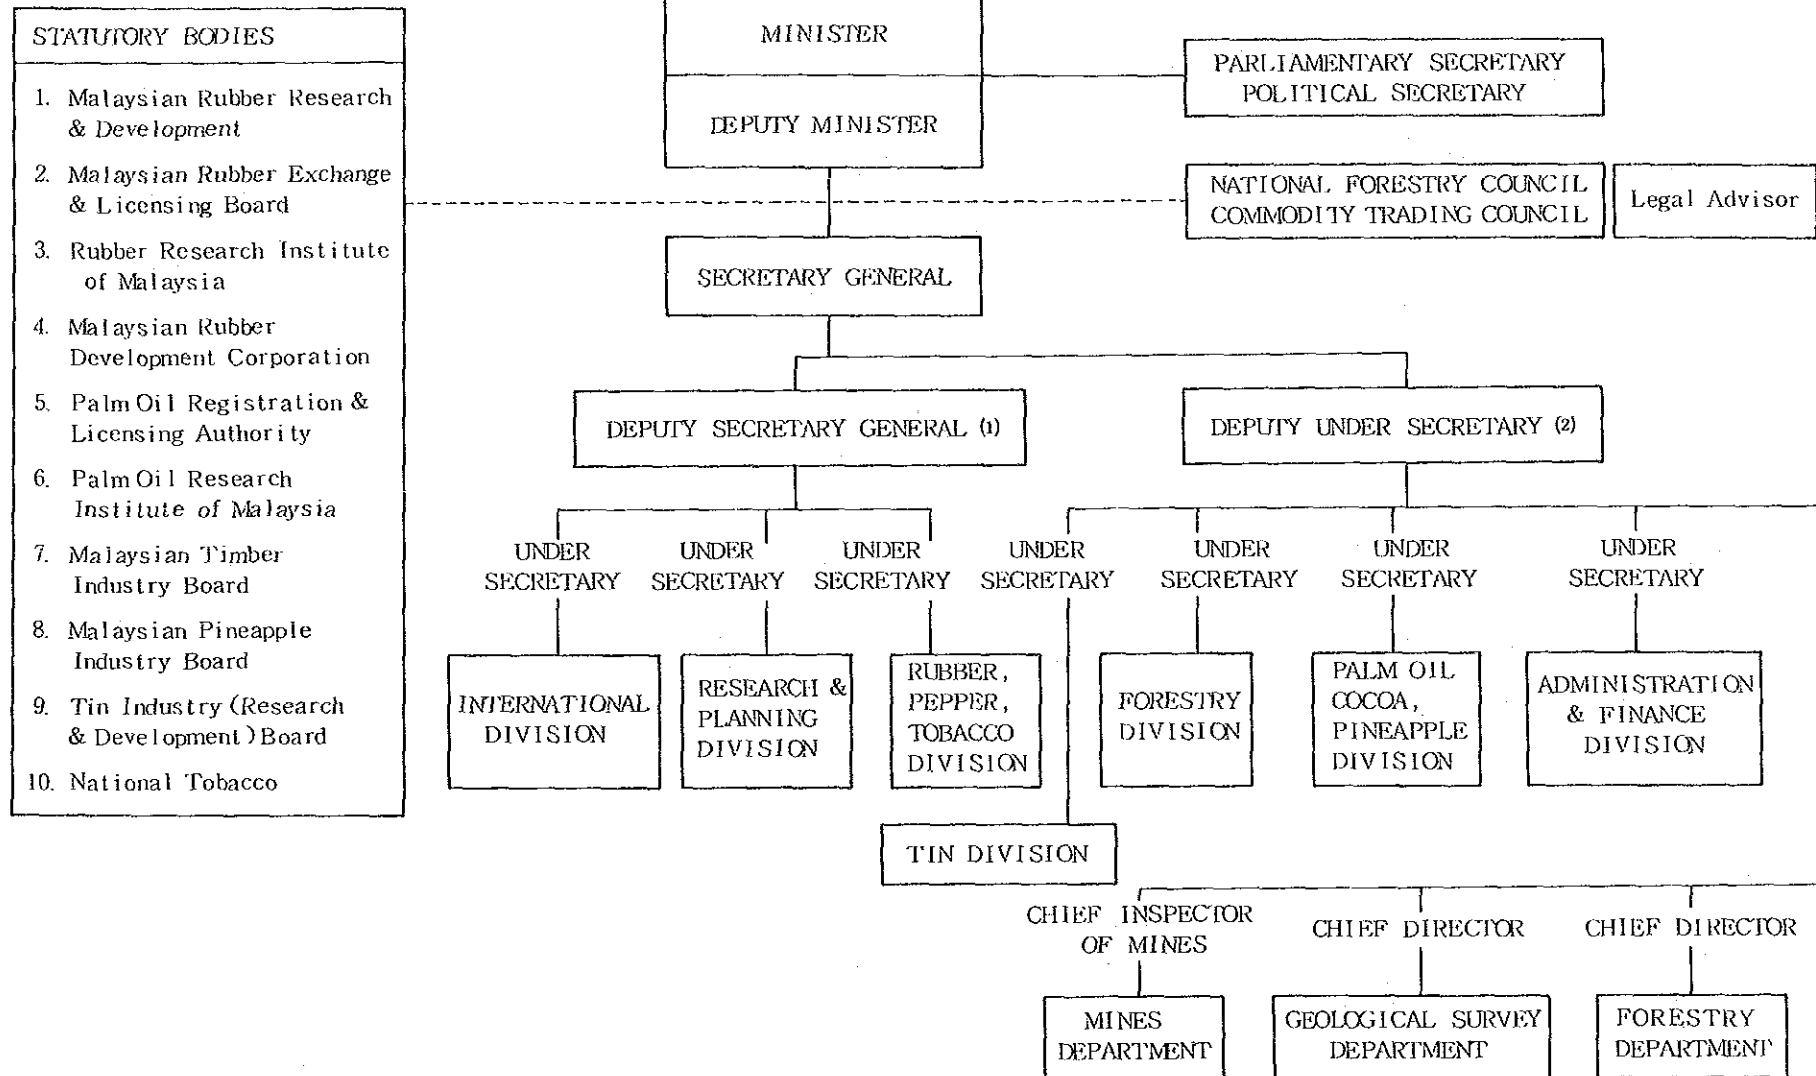 STATUTORY BODIES
1. Malaysian Rubber Research
& Development
2. Malaysian Rubber Exchange
& Licensing Board
3. Rubber Research Institute
of Malaysia
4. Malaysian Rubber
Development Corporation
5. Palm Oil Registration &
Licensing Authority
6. Palm Oil Research
Institute of Malaysia
7. Malaysian Timber
Industry Board
8. Malaysian Pineapple
Industry Board
9. Tin Industry (Research
& Development) Board
10. National Tobacco
MINISTER
DEPUTY MINISTER
PARLIAMENTARY SECRETARY
POLITICAL SECRETARY
NATIONAL FORESTRY COUNCIL
COMMODITY TRADING COUNCIL
Legal Advisor
SECRETARY GENERAL
DEPUTY SECRETARY GENERAL (1)
DEPUTY UNDER SECRETARY (2)
UNDER
SECRETARY
UNDER
SECRETARY
UNDER
SECRETARY
UNDER
SECRETARY
UNDER
SECRETARY
UNDER
SECRETARY
UNDER
SECRETARY
INTERNATIONAL
DIVISION
RESEARCH &
PLANNING
DIVISION
RUBBER,
PEPPER,
TOBACCO
DIVISION
FORESTRY
DIVISION
PALM OIL
COCOA,
PINEAPPLE
DIVISION
ADMINISTRATION
& FINANCE
DIVISION
TIN DIVISION
CHIEF INSPECTOR
OF MINES
CHIEF DIRECTOR
CHIEF DIRECTOR
MINES
DEPARTMENT
GEOLOGICAL SURVEY
DEPARTMENT
FORESTRY
DEPARTMENT